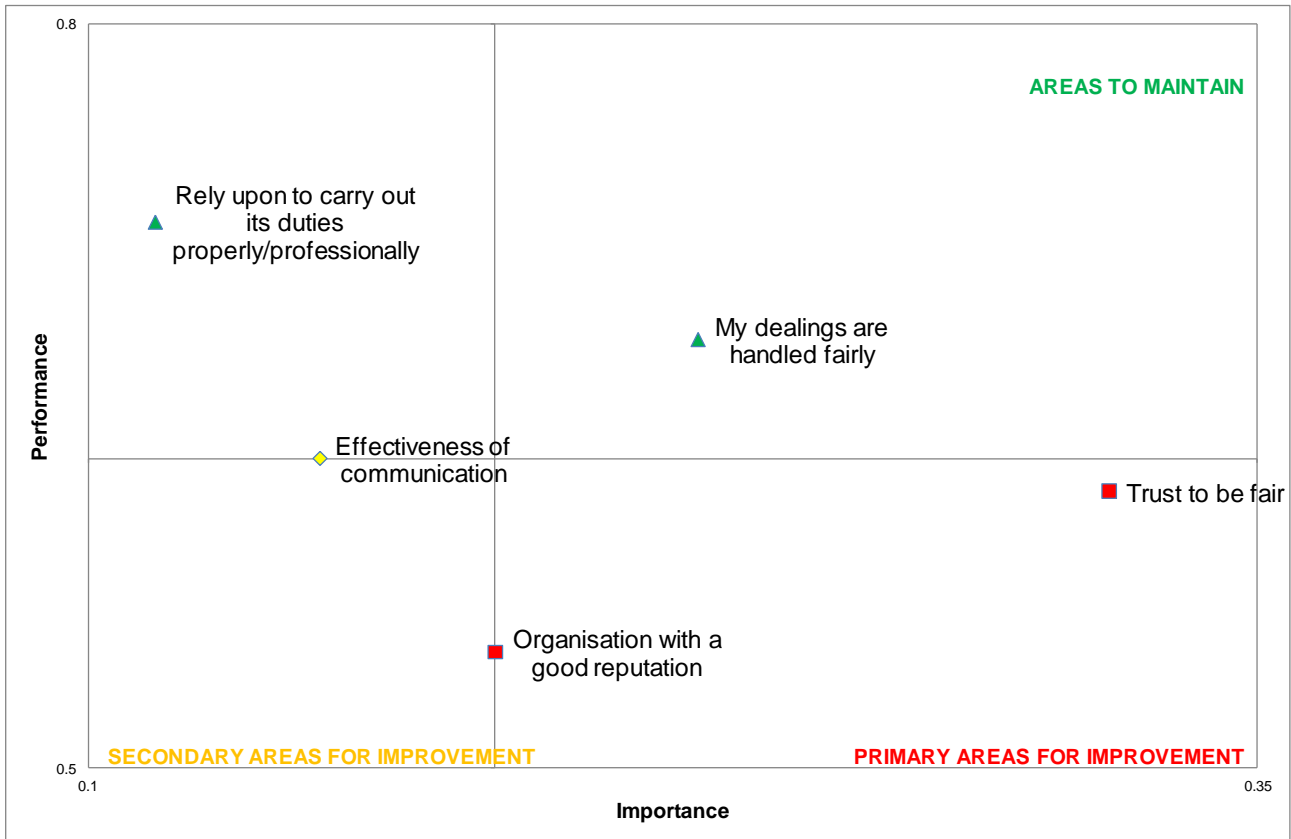 0.8
AREAS TO MAINTAIN
Rely upon to carry out
its duties
properly/professionally
My dealings are
handled fairly
Performance
Effectiveness of
communication
Trust to be fair
Organisation with a
good reputation
SECONDARY AREAS FOR IMPROVEMENT
PRIMARY AREAS FOR IMPROVEMENT
0.5
0.1
0.35
Importance